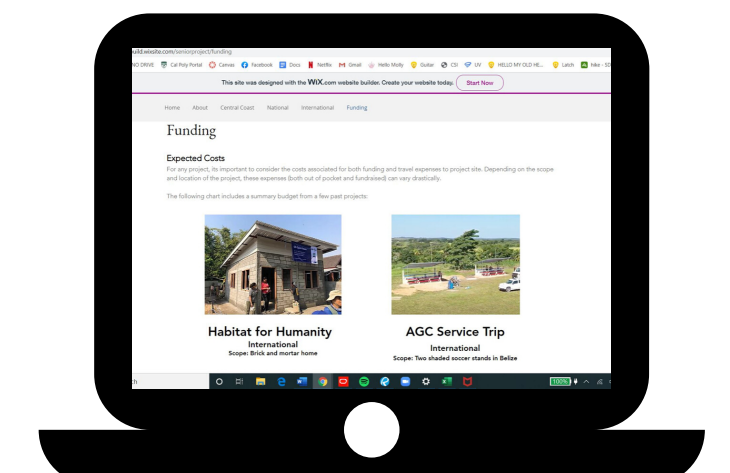 uild.wixsite.com/seniorproject/funding
NO DRIVE Cal Poly Portal Canvas Facebook Docs Netflix Gmail Hello Molly Guitar CSI UV HELLO MY OLD HE... Latch hike - SD
This site was designed with the WiX.com website builder. Create your website today. Start Now
Home About Central Coast National International Funding
Funding
Expected Costs
For any project, its important to consider the costs associated for both funding and travel expenses to project site. Depending on the scope
and location of the project, these expenses (both out of pocket and fundraised) can vary drastically.
The following chart includes a summary budget from a few past projects:
Habitat for Humanity
International
Scope: Brick and mortar home
AGC Service Trip
International
Scope: Two shaded soccer stands in Belize
ch
100%